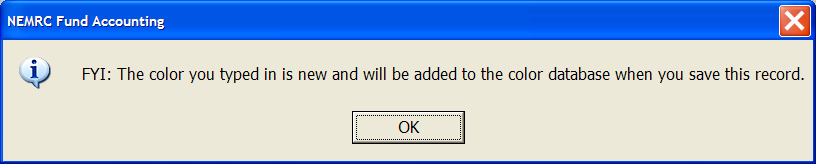 NEMRC Fund Accounting
FYI: The color you typed in is new and will be added to the color database when you save this record.
OK